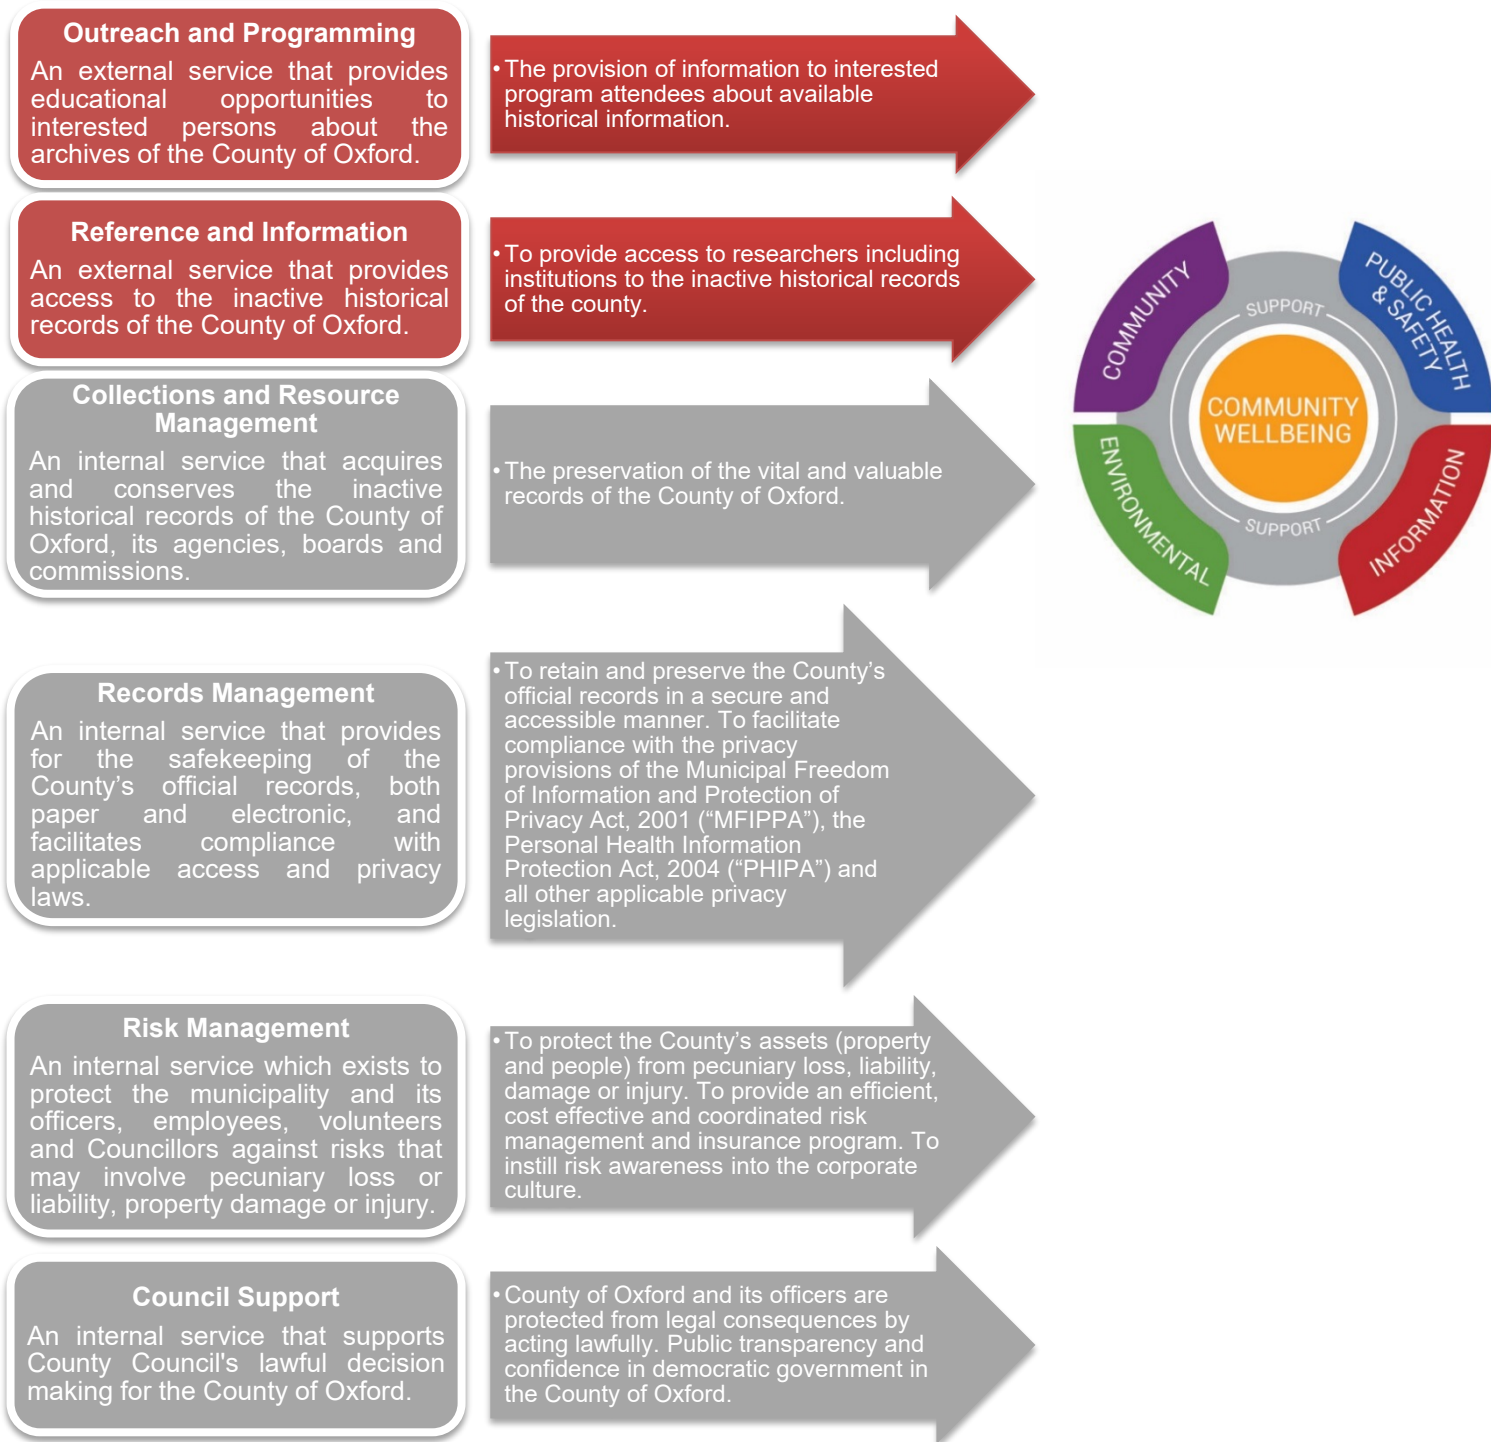 Outreach and Programming
An external service that provides
educational opportunities to
interested persons about the
archives of the County of Oxford.
• The provision of information to interested
program attendees about available
historical information.
Reference and Information
An external service that provides
access to the inactive historical
records of the County of Oxford.
• To provide access to researchers including
institutions to the inactive historical records
of the county.
Collections and Resource
Management
An internal service that acquires
and conserves the inactive
historical records of the County of
Oxford, its agencies, boards and
commissions.
• The preservation of the vital and valuable
records of the County of Oxford.
Records Management
An internal service that provides
for the safekeeping of the
County’s official records, both
paper and electronic, and
facilitates compliance with
applicable access and privacy
laws.
• To retain and preserve the County’s
official records in a secure and
accessible manner. To facilitate
compliance with the privacy
provisions of the Municipal Freedom
of Information and Protection of
Privacy Act, 2001 (“MFIPPA”), the
Personal Health Information
Protection Act, 2004 (“PHIPA”) and
all other applicable privacy
legislation.
Risk Management
An internal service which exists to
protect the municipality and its
officers, employees, volunteers
and Councillors against risks that
may involve pecuniary loss or
liability, property damage or injury.
• To protect the County’s assets (property
and people) from pecuniary loss, liability,
damage or injury. To provide an efficient,
cost effective and coordinated risk
management and insurance program. To
instill risk awareness into the corporate
culture.
Council Support
An internal service that supports
County Council's lawful decision
making for the County of Oxford.
• County of Oxford and its officers are
protected from legal consequences by
acting lawfully. Public transparency and
confidence in democratic government in
the County of Oxford.
COMMUNITY
PUBLIC HEALTH
& SAFETY
SUPPORT
COMMUNITY
WELLBEING
SUPPORT
ENVIRONMENTAL
INFORMATION